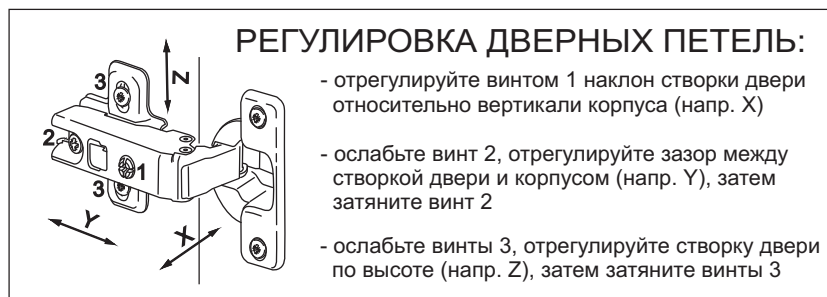 РЕГУЛИРОВКА ДВЕРНЫХ ПЕТЕЛЬ:
- отрегулируйте винтом 1 наклон створки двери
относительно вертикали корпуса (напр. X)
- ослабьте винт 2, отрегулируйте зазор между
створкой двери и корпусом (напр. Y), затем
затяните винт 2
- ослабьте винты 3, отрегулируйте створку двери
по высоте (напр. Z), затем затяните винты 3
3
Z
2
1
3
Y
X